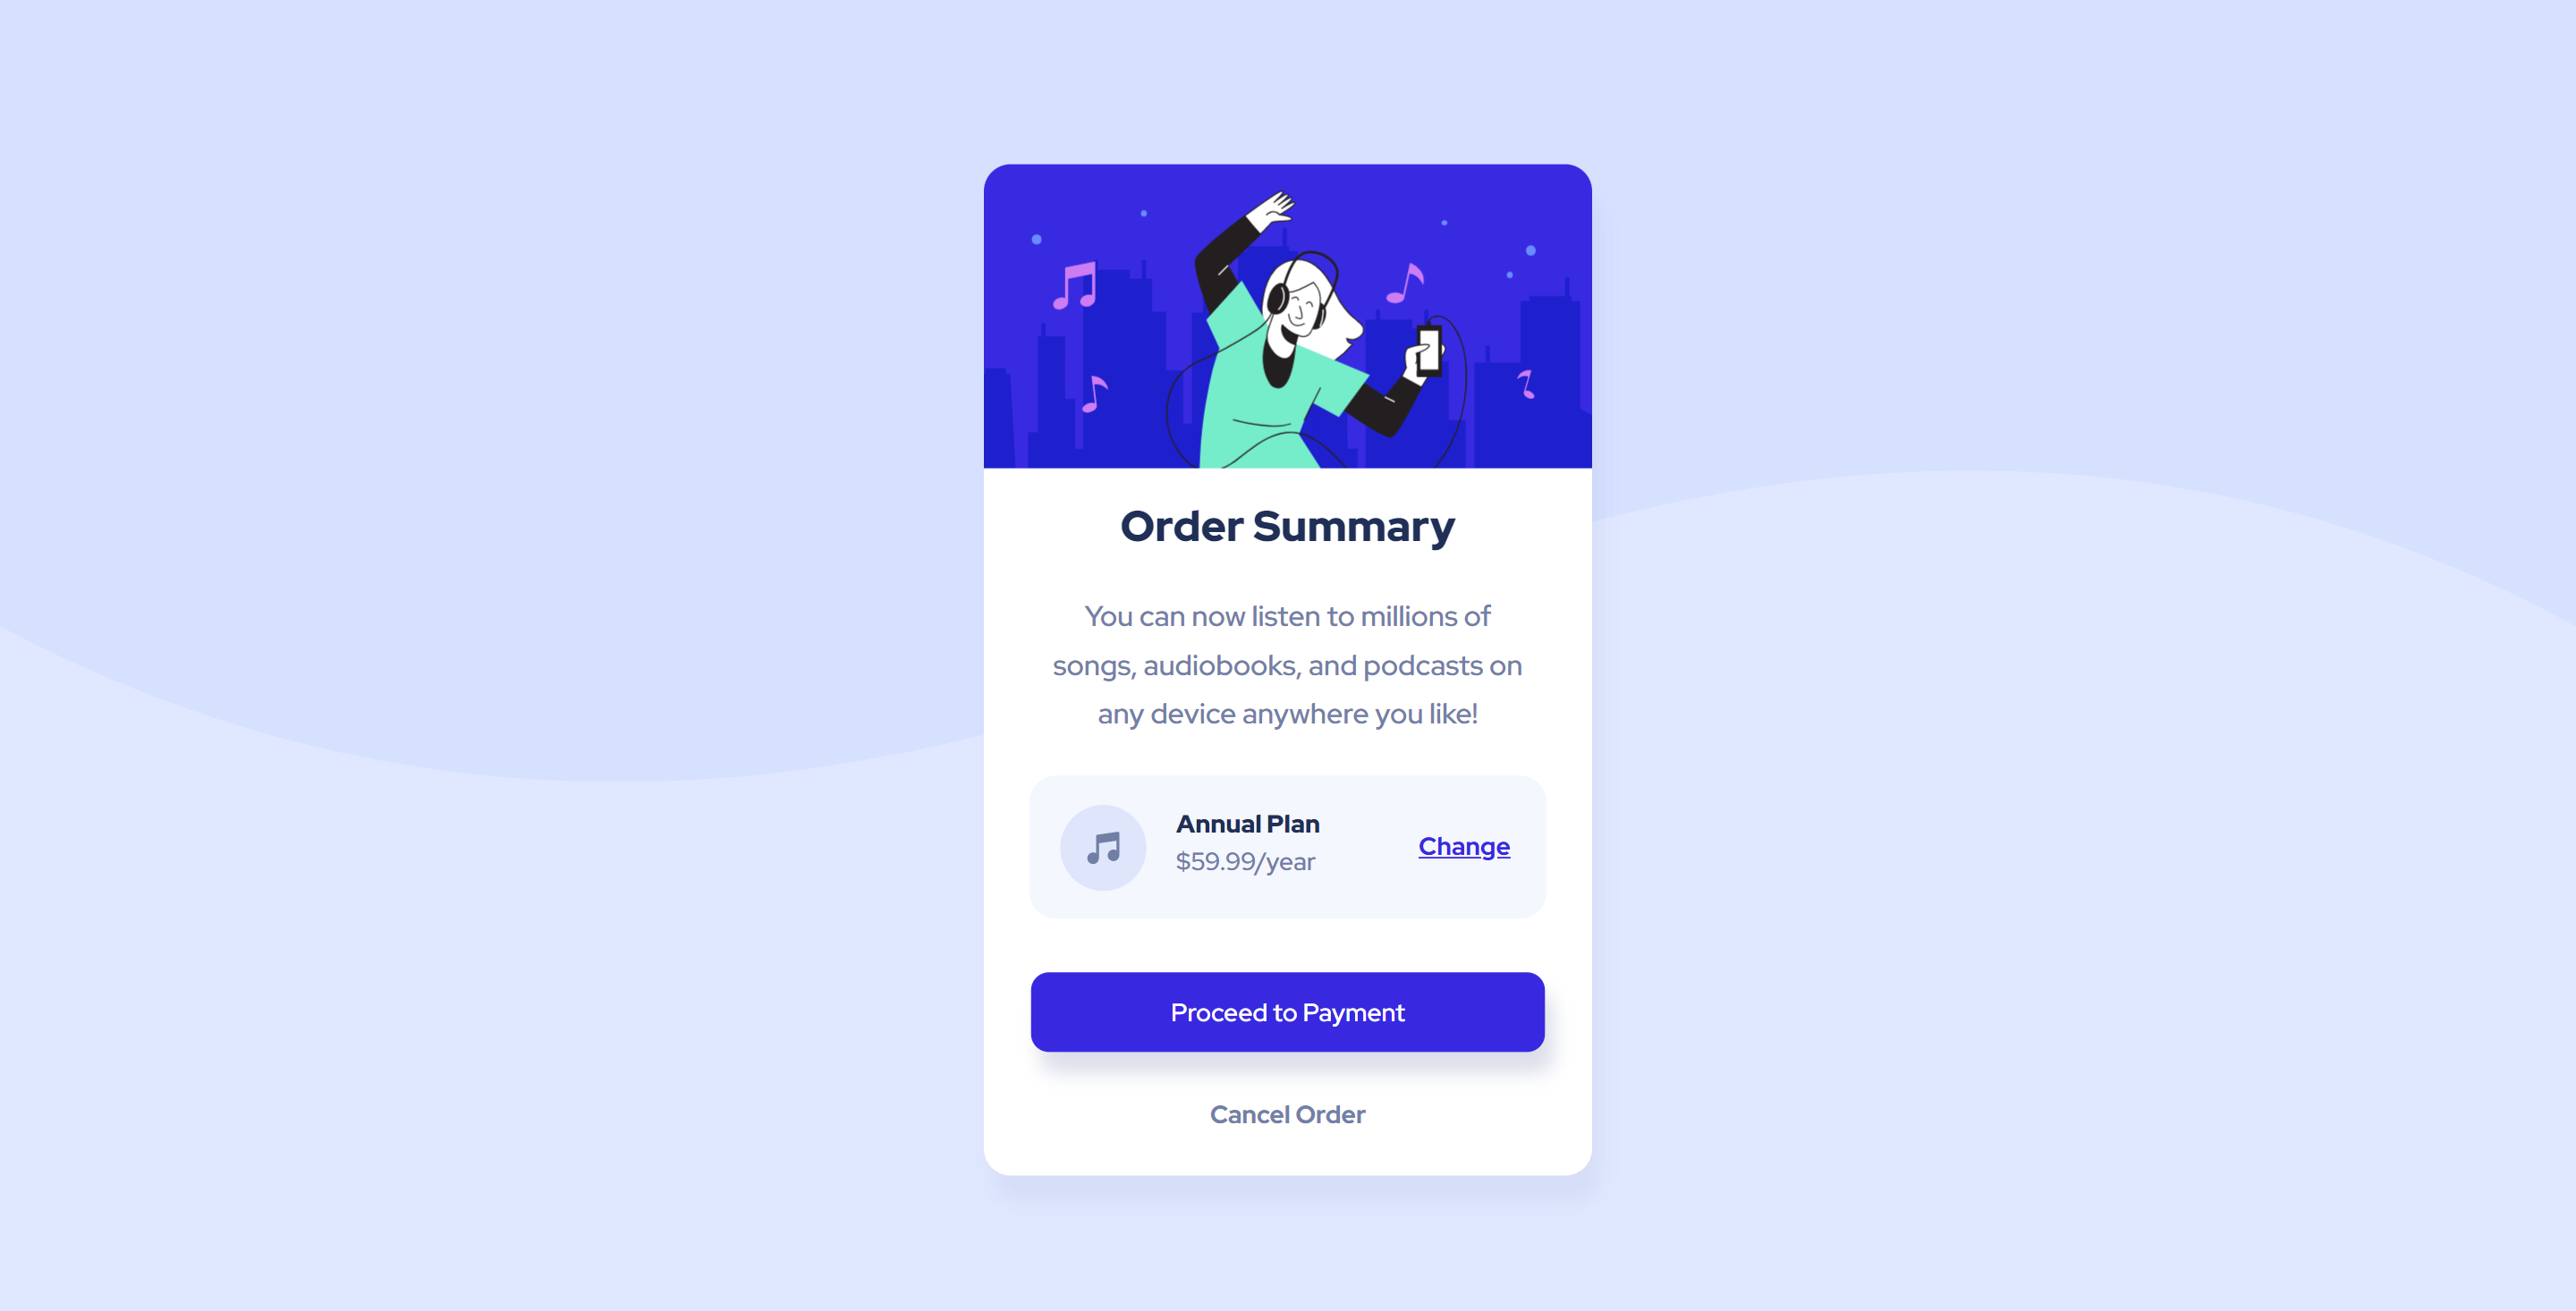 Order Summary
You can now listen to millions of
songs, audiobooks, and podcasts on
any device anywhere you like!
Annual Plan
$59.99/year
Change
Proceed to Payment
Cancel Order